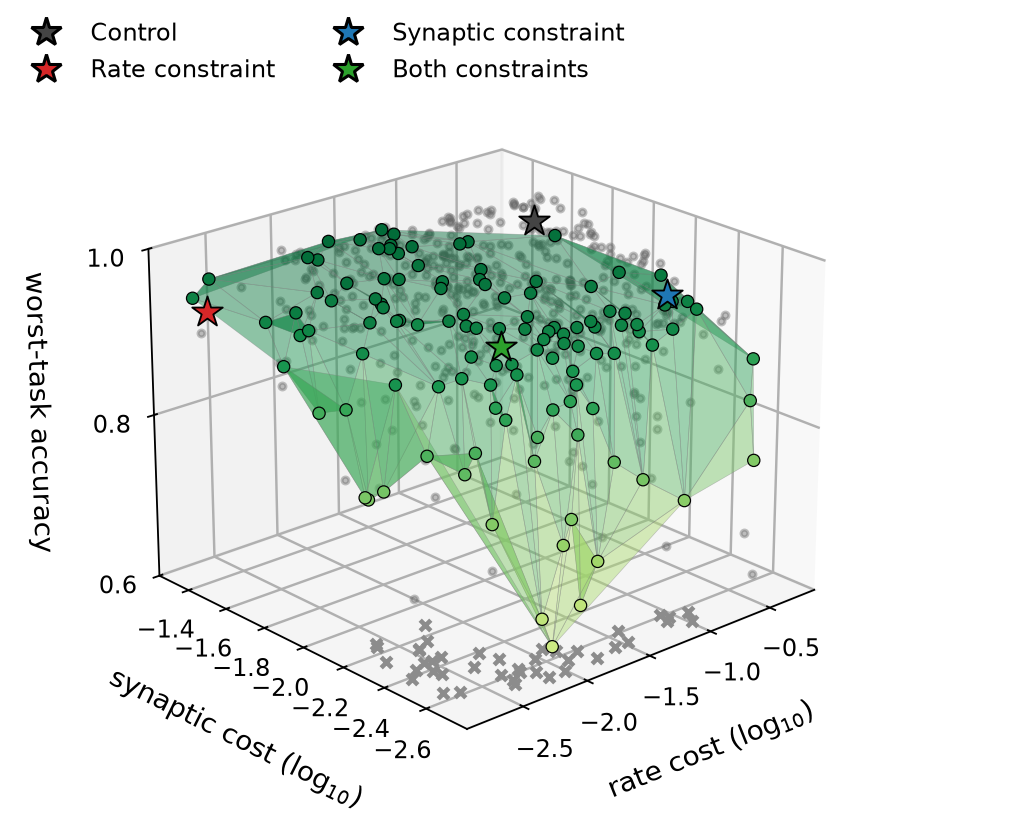 Control
Rate constraint
Synaptic constraint
Both constraints
worst-task accuracy
1.0
0.8
0.6
−1.4
−1.6
−1.8
−2.0
−2.2
−2.4
−2.6
synaptic cost (log₁₀)
−2.5
−2.0
−1.5
−1.0
−0.5
rate cost (log₁₀)